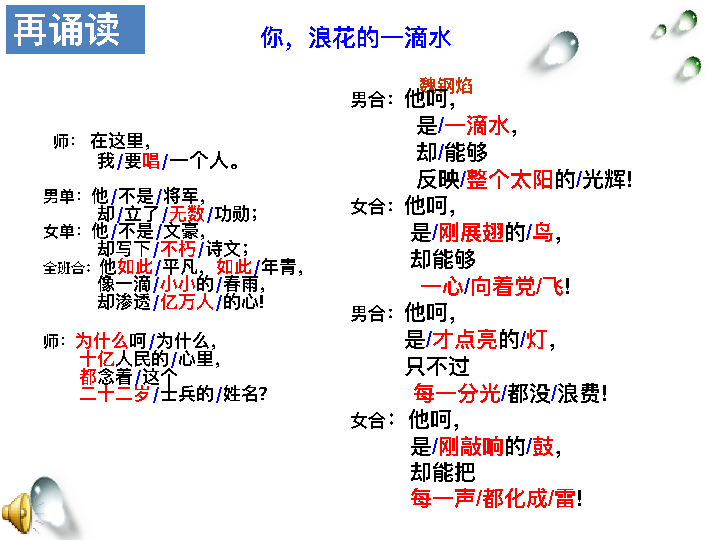 再诵读
你，浪花的一滴水
魏钢焰
师： 在这里，
我/要唱/一个人。
男单：他/不是/将军，
却/立了/无数/功勋；
女单：他/不是/文豪，
却写下/不朽/诗文；
全班合：他如此/平凡，如此/年青，
像一滴/小小的/春雨，
却渗透/亿万人/的心!
师：为什么呵/为什么，
十亿人民的/心里，
都念着/这个
二十二岁/士兵的/姓名?
男合：他呵，
是/一滴水，
却/能够
反映/整个太阳的/光辉!
女合：他呵，
是/刚展翅的/鸟，
却能够
一心/向着党/飞!
男合：他呵，
是/才点亮的/灯，
只不过
每一分光/都没/浪费!
女合：他呵，
是/刚敲响的/鼓，
却能把
每一声/都化成/雷!